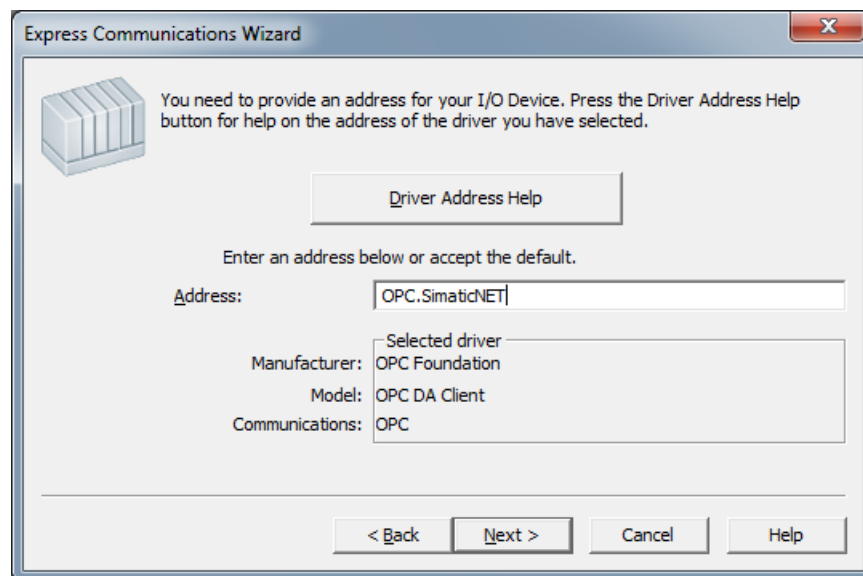 Express Communications Wizard
You need to provide an address for your I/O Device. Press the Driver Address Help
button for help on the address of the driver you have selected.
Driver Address Help
Enter an address below or accept the default.
Address: OPC.SimaticNET
Selected driver
Manufacturer: OPC Foundation
Model: OPC DA Client
Communications: OPC
< Back Next > Cancel Help